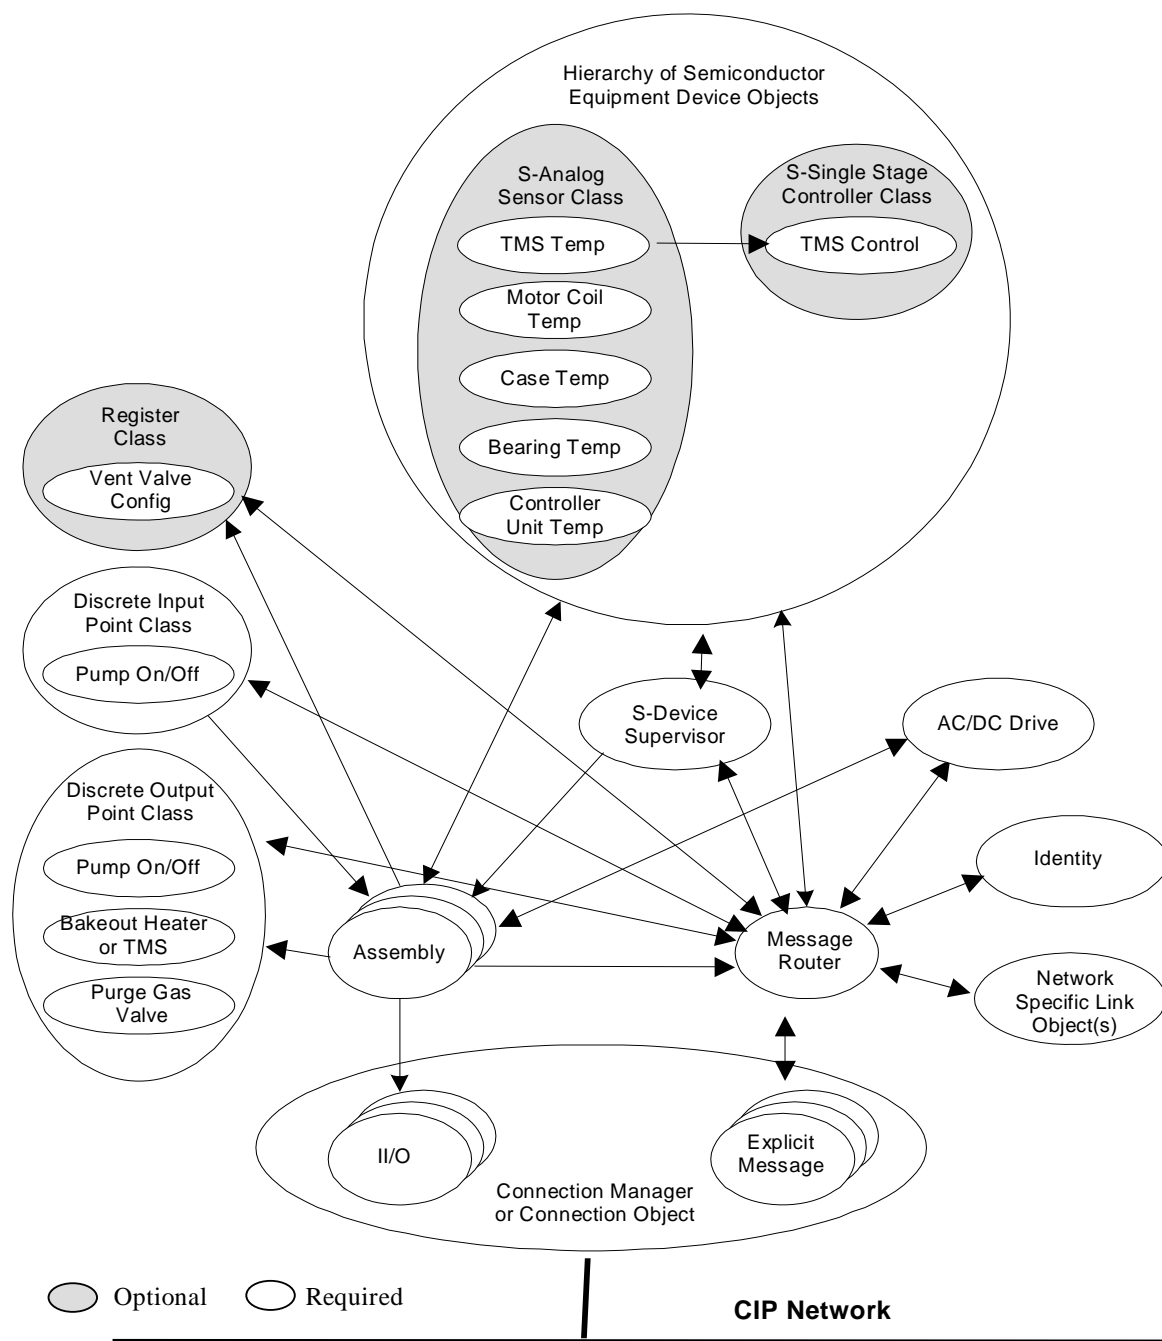 Hierarchy of Semiconductor
Equipment Device Objects
S-Analog
Sensor Class
TMS Temp
Motor Coil
Temp
Case Temp
Bearing Temp
Controller
Unit Temp
S-Single Stage
Controller Class
TMS Control
Register
Class
Vent Valve
Config
Discrete Input
Point Class
Pump On/Off
Discrete Output
Point Class
Pump On/Off
Bakeout Heater
or TMS
Purge Gas
Valve
S-Device
Supervisor
AC/DC Drive
Identity
Assembly
Message
Router
Network
Specific Link
Object(s)
II/O
Explicit
Message
Connection Manager
or Connection Object
Optional
Required
CIP Network